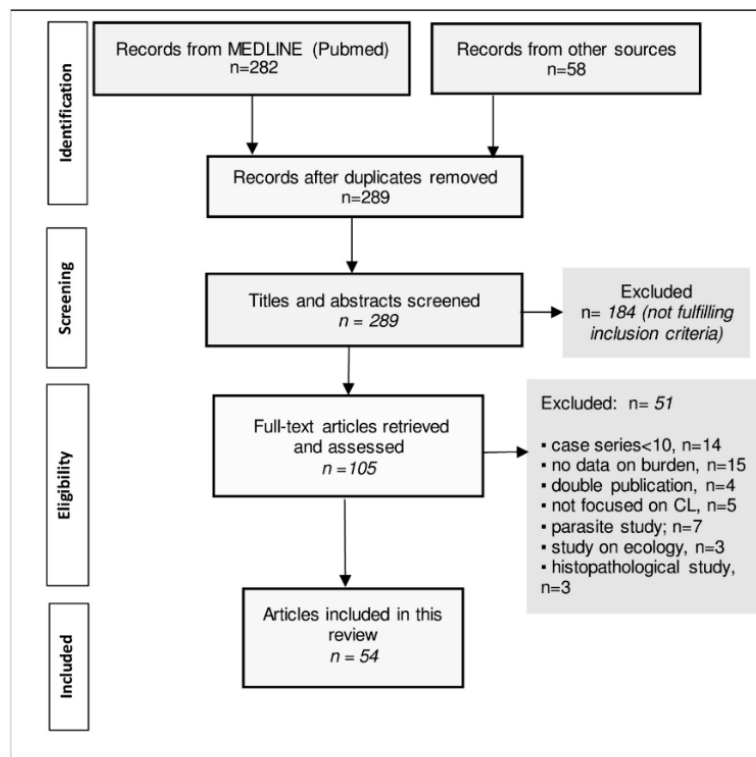 Identification
Records from MEDLINE (Pubmed)
n=282
Records from other sources
n=58
Records after duplicates removed
n=289
Screening
Titles and abstracts screened
n = 289
Excluded
n= 184 (not fulfilling
inclusion criteria)
Eligibility
Full-text articles retrieved
and assessed
n =105
Excluded: n= 51
▪ case series<10, n=14
▪ no data on burden, n=15
▪ double publication, n=4
▪ not focused on CL, n=5
▪ parasite study; n=7
▪ study on ecology, n=3
▪ histopathological study,
n=3
Included
Articles included in this
review
n = 54